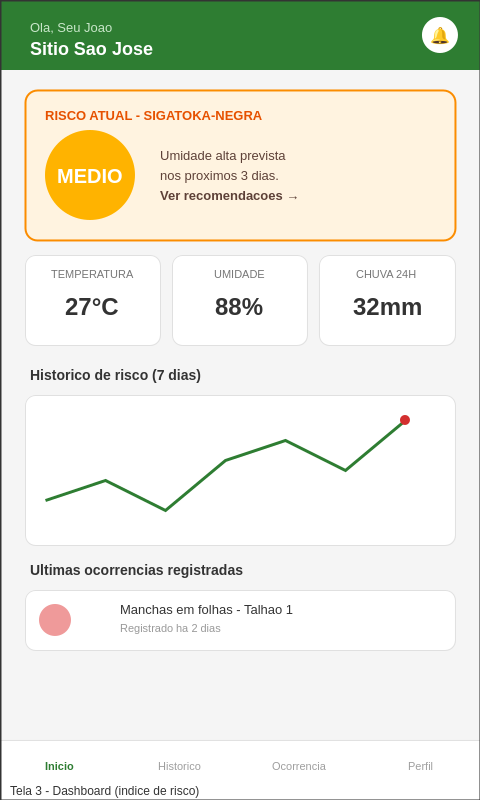 Ola, Seu Joao
Sitio Sao Jose
RISCO ATUAL - SIGATOKA-NEGRA
MEDIO
Umidade alta prevista
nos proximos 3 dias.
Ver recomendacoes →
TEMPERATURA
27°C
UMIDADE
88%
CHUVA 24H
32mm
Historico de risco (7 dias)
Ultimas ocorrencias registradas
Manchas em folhas - Talhao 1
Registrado ha 2 dias
Inicio
Historico
Ocorrencia
Perfil
Tela 3 - Dashboard (indice de risco)